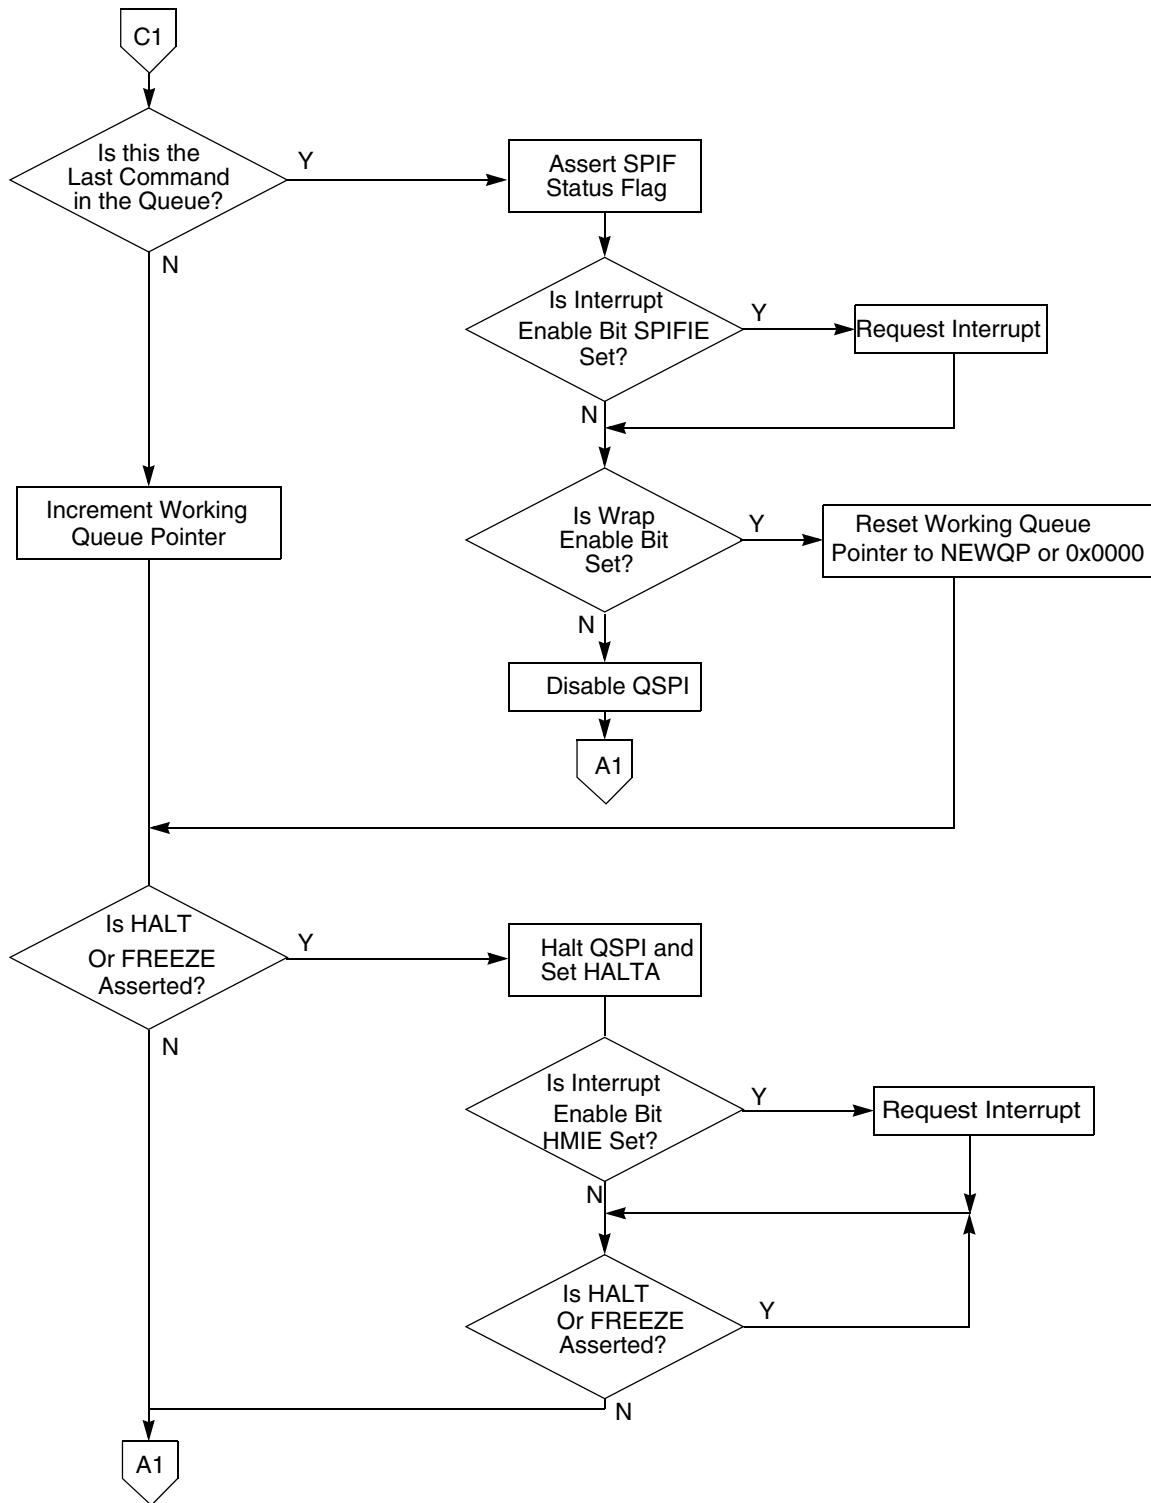 C1
Is this the
Last Command
in the Queue?
Y
N
Assert SPIF
Status Flag
Is Interrupt
Enable Bit SPIFIE
Set?
Y
N
Request Interrupt
Increment Working
Queue Pointer
Is Wrap
Enable Bit
Set?
Y
N
Reset Working Queue
Pointer to NEWQP or 0x0000
Disable QSPI
A1
Is HALT
Or FREEZE
Asserted?
Y
N
Halt QSPI and
Set HALTA
Is Interrupt
Enable Bit
HMIE Set?
Y
N
Request Interrupt
Is HALT
Or FREEZE
Asserted?
Y
N
A1